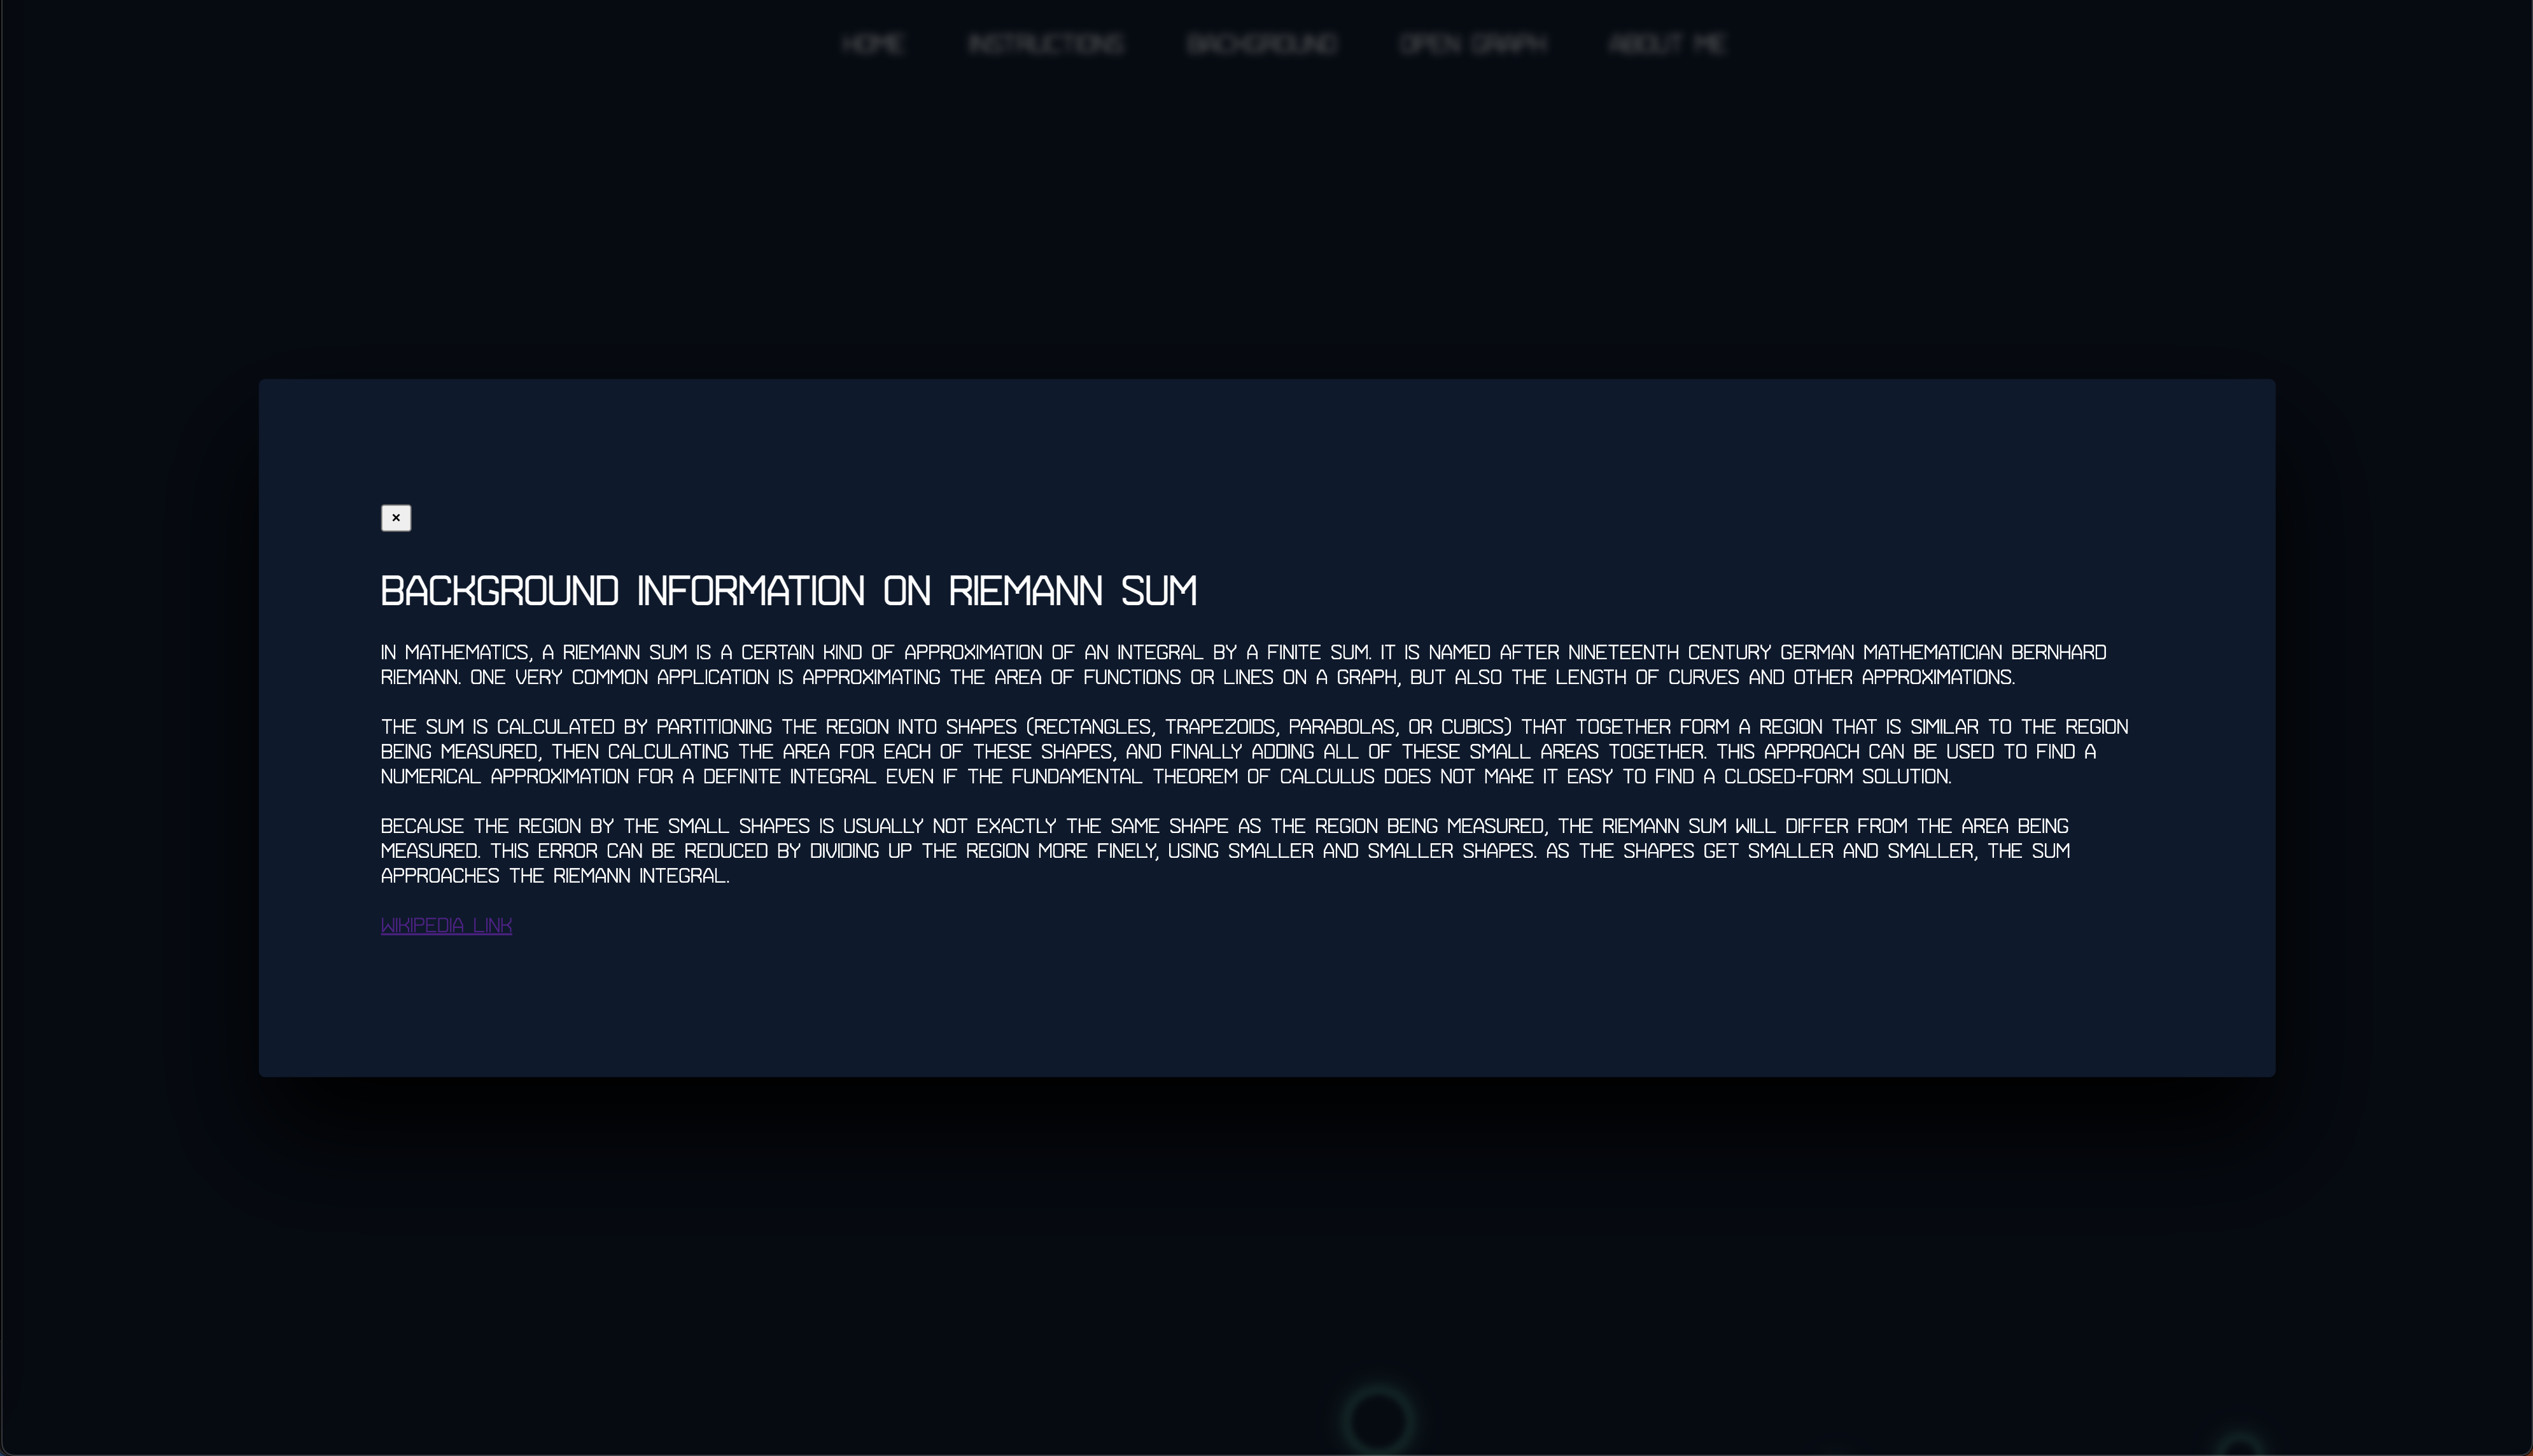 HOME INSTRUCTIONS BACKGROUND OPEN GRAPH ABOUT ME
×
BACKGROUND INFORMATION ON RIEMANN SUM
IN MATHEMATICS, A RIEMANN SUM IS A CERTAIN KIND OF APPROXIMATION OF AN INTEGRAL BY A FINITE SUM. IT IS NAMED AFTER NINETEENTH CENTURY GERMAN MATHEMATICIAN BERNHARD
RIEMANN. ONE VERY COMMON APPLICATION IS APPROXIMATING THE AREA OF FUNCTIONS OR LINES ON A GRAPH, BUT ALSO THE LENGTH OF CURVES AND OTHER APPROXIMATIONS.
THE SUM IS CALCULATED BY PARTITIONING THE REGION INTO SHAPES (RECTANGLES, TRAPEZOIDS, PARABOLAS, OR CUBICS) THAT TOGETHER FORM A REGION THAT IS SIMILAR TO THE REGION
BEING MEASURED, THEN CALCULATING THE AREA FOR EACH OF THESE SHAPES, AND FINALLY ADDING ALL OF THESE SMALL AREAS TOGETHER. THIS APPROACH CAN BE USED TO FIND A
NUMERICAL APPROXIMATION FOR A DEFINITE INTEGRAL EVEN IF THE FUNDAMENTAL THEOREM OF CALCULUS DOES NOT MAKE IT EASY TO FIND A CLOSED-FORM SOLUTION.
BECAUSE THE REGION BY THE SMALL SHAPES IS USUALLY NOT EXACTLY THE SAME SHAPE AS THE REGION BEING MEASURED, THE RIEMANN SUM WILL DIFFER FROM THE AREA BEING
MEASURED. THIS ERROR CAN BE REDUCED BY DIVIDING UP THE REGION MORE FINELY, USING SMALLER AND SMALLER SHAPES. AS THE SHAPES GET SMALLER AND SMALLER, THE SUM
APPROACHES THE RIEMANN INTEGRAL.
WIKIPEDIA LINK